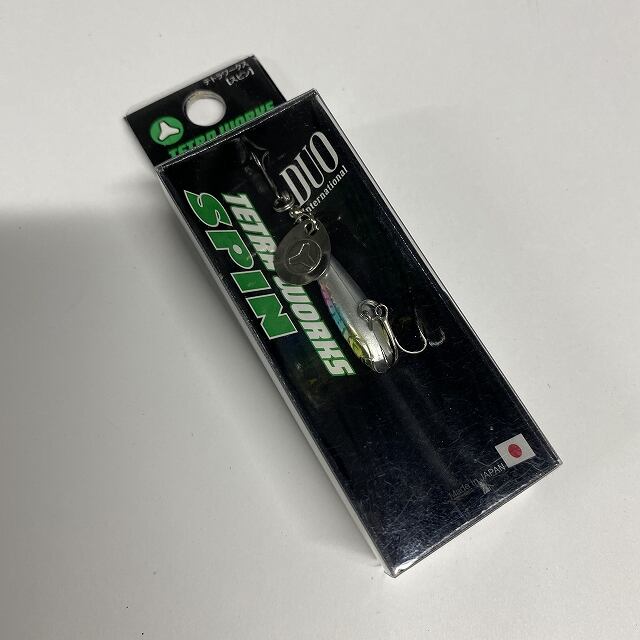 テトラワークス
[スピン]
TETRA WORKS
DUO
International
TETRA WORKS
SPIN
MADE IN JAPAN